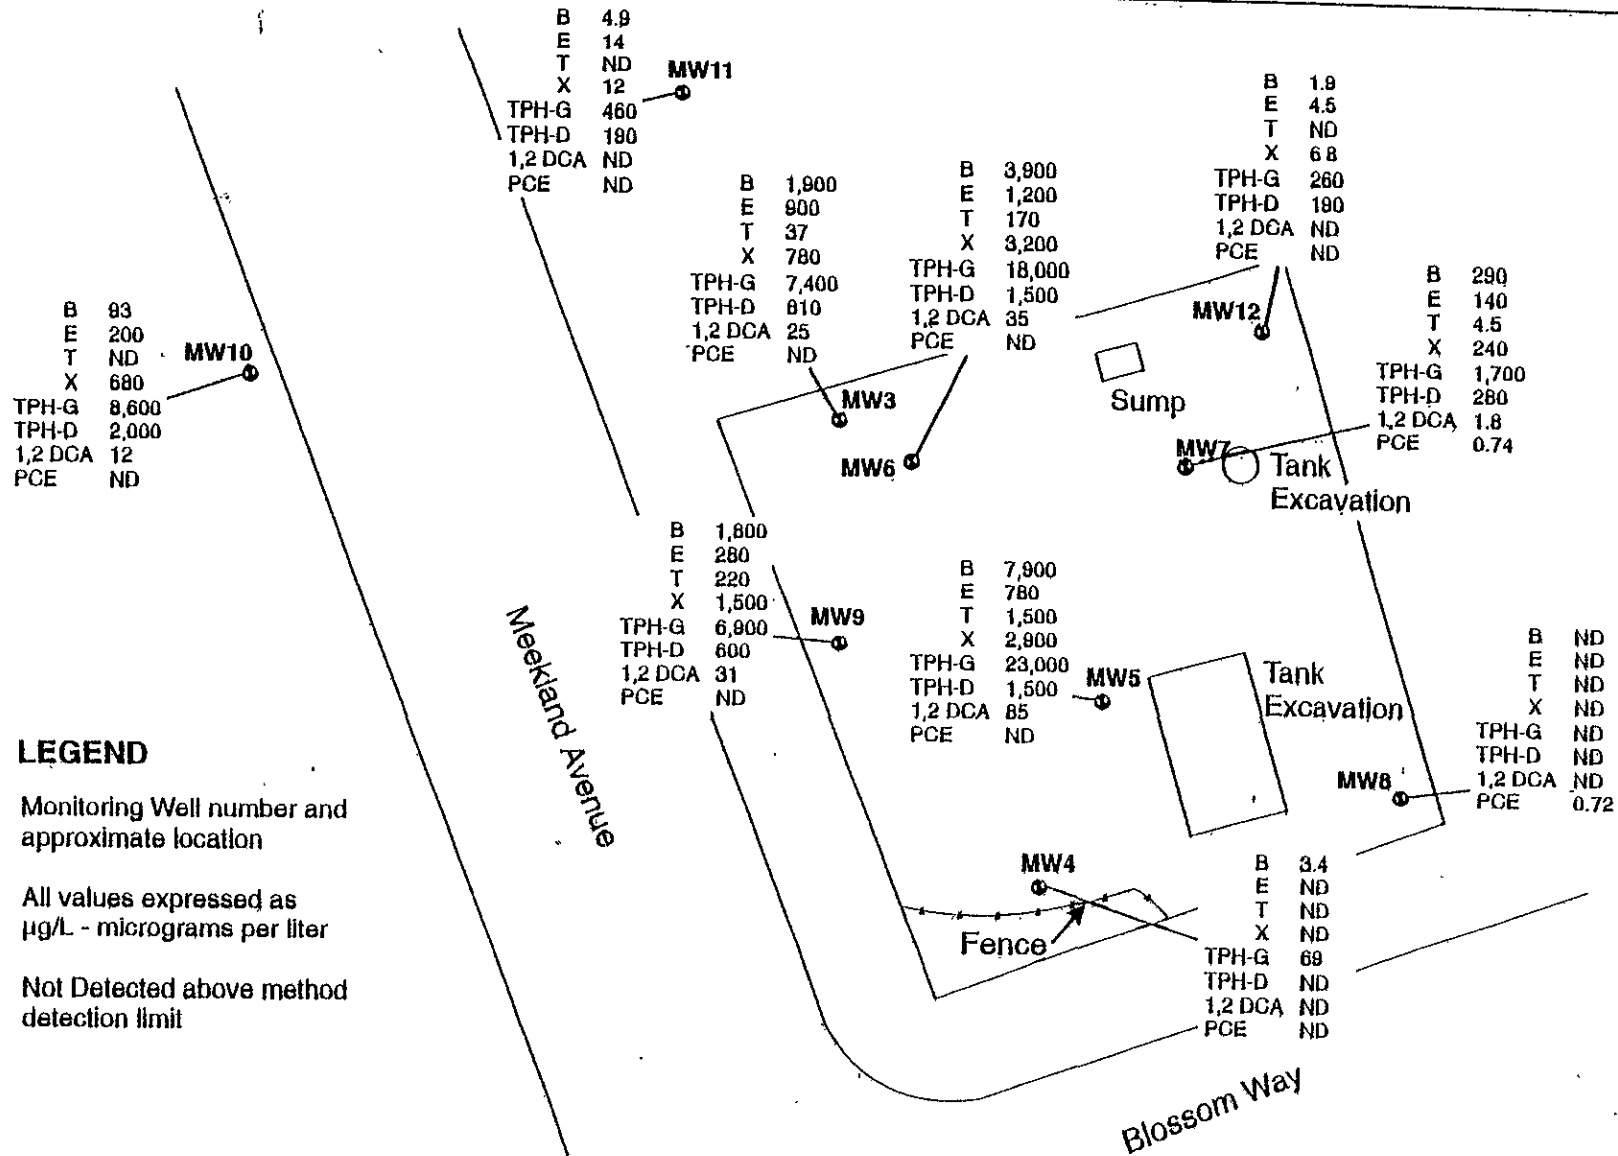 B 4.9
E 14
T ND
X 12
TPH-G 460
TPH-D 180
1,2 DCA ND
PCE ND
MW11
B 1.9
E 4.5
T ND
X 6 8
TPH-G 260
TPH-D 190
1,2 DCA ND
PCE ND
MW12
B 1,900
E 900
T 37
X 780
TPH-G 7,400
TPH-D 810
1,2 DCA 25
PCE ND
MW3
B 3,900
E 1,200
T 170
X 3,200
TPH-G 18,000
TPH-D 1,500
1,2 DCA 35
PCE ND
MW6
B 290
E 140
T 4.5
X 240
TPH-G 1,700
TPH-D 280
1,2 DCA 1.8
PCE 0.74
MW7
Sump
Tank
Excavation
B 93
E 200
T ND
X 680
TPH-G 8,600
TPH-D 2,000
1,2 DCA 12
PCE ND
MW10
B 1,800
E 280
T 220
X 1,500
TPH-G 6,900
TPH-D 600
1,2 DCA 31
PCE ND
MW9
B 7,900
E 780
T 1,500
X 2,900
TPH-G 23,000
TPH-D 1,500
1,2 DCA 85
PCE ND
MW5
Tank
Excavation
B ND
E ND
T ND
X ND
TPH-G ND
TPH-D ND
1,2 DCA ND
PCE 0.72
MW8
Meekland Avenue
LEGEND
Monitoring Well number and
approximate location
All values expressed as
µg/L - micrograms per liter
Not Detected above method
detection limit
MW4
Fence
B 3.4
E ND
T ND
X ND
TPH-G 69
TPH-D ND
1,2 DCA ND
PCE ND
Blossom Way